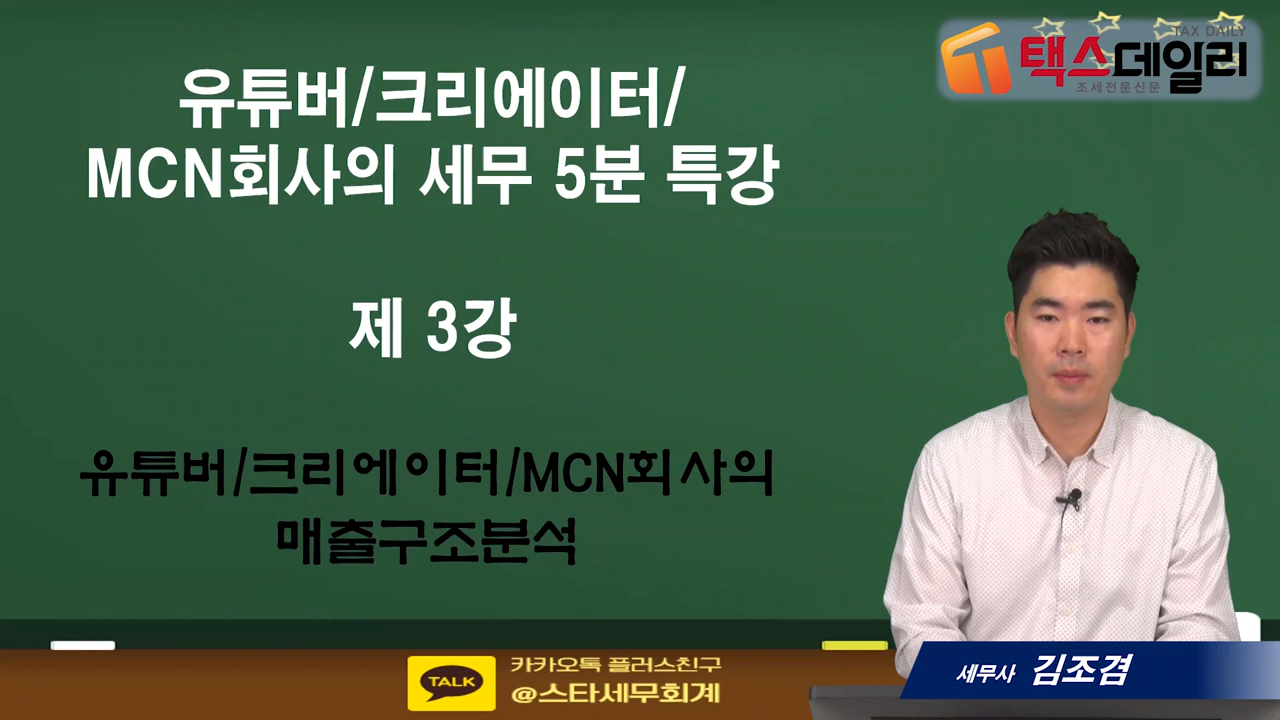 유튜버/크리에이터/
MCN회사의 세무 5분 특강
제 3강
유튜버/크리에이터/MCN회사의
매출구조분석
TAX DAILY
택스데일리
조세전문신문
TALK
카카오톡 플러스친구
@스타세무회계
세무사 김조겸